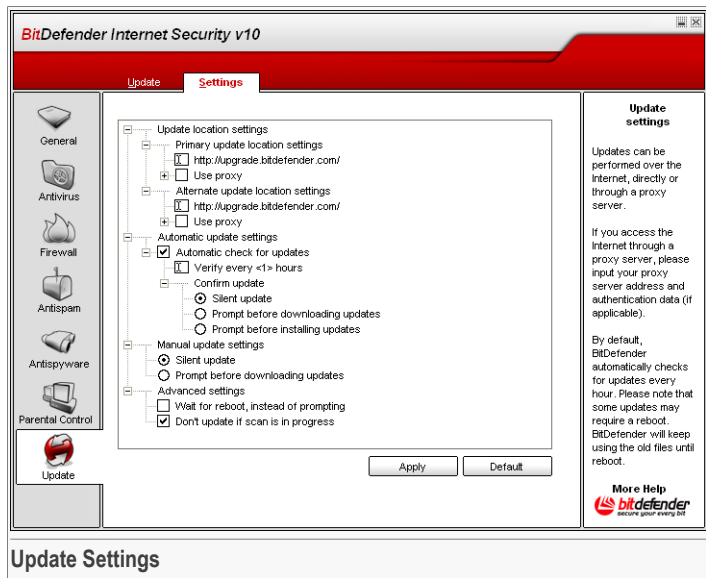 BitDefender Internet Security v10
Update
Settings
General
Antivirus
Firewall
Antispam
Antispyware
Parental Control
Update
Update location settings
Primary update location settings
http://upgrade.bitdefender.com/
Use proxy
Alternate update location settings
http://upgrade.bitdefender.com/
Use proxy
Automatic update settings
Automatic check for updates
Verify every <1> hours
Confirm update
Silent update
Prompt before downloading updates
Prompt before installing updates
Manual update settings
Silent update
Prompt before downloading updates
Advanced settings
Wait for reboot, instead of prompting
Don't update if scan is in progress
Apply
Default
Update
settings
Updates can be
performed over the
Internet, directly or
through a proxy
server.
If you access the
Internet through a
proxy server, please
input your proxy
server address and
authentication data (if
applicable).
By default,
BitDefender
automatically checks
for updates every
hour. Please note that
some updates may
require a reboot.
BitDefender will keep
using the old files until
reboot.
More Help
bitdefender
secure your every bit
Update Settings